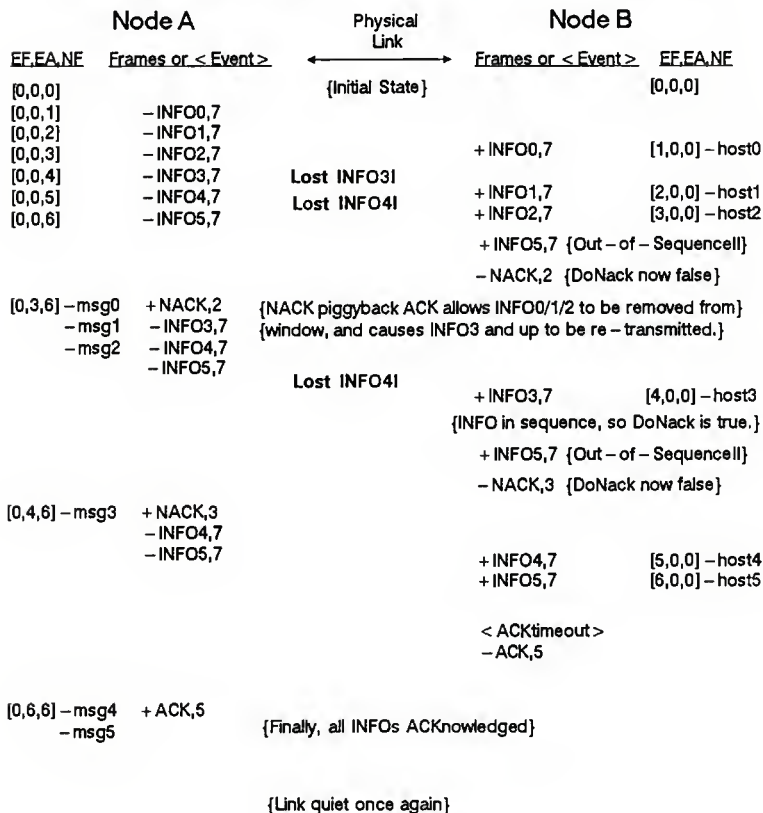 Node A Physical Link Node B
EF,EA,NF Frames or <Event> Frames or <Event> EF,EA,NF
[0,0,0] {Initial State} [0,0,0]
[0,0,1] –INFO0,7
[0,0,2] –INFO1,7
[0,0,3] –INFO2,7 +INFO0,7 [1,0,0] –host0
[0,0,4] –INFO3,7 Lost INFO3!
[0,0,5] –INFO4,7 Lost INFO4! +INFO1,7 [2,0,0] –host1
[0,0,6] –INFO5,7 +INFO2,7 [3,0,0] –host2
+INFO5,7 {Out–of–Sequence!!}
–NACK,2 {DoNack now false}
[0,3,6] –msg0 +NACK,2 {NACK piggyback ACK allows INFO0/1/2 to be removed from}
–msg1 –INFO3,7 {window, and causes INFO3 and up to be re–transmitted.}
–msg2 –INFO4,7
–INFO5,7
Lost INFO4!
+INFO3,7 [4,0,0] –host3
{INFO in sequence, so DoNack is true.}
+INFO5,7 {Out–of–Sequence!!}
–NACK,3 {DoNack now false}
[0,4,6] –msg3 +NACK,3
–INFO4,7
–INFO5,7
+INFO4,7 [5,0,0] –host4
+INFO5,7 [6,0,0] –host5
<ACKtimeout>
–ACK,5
[0,6,6] –msg4 +ACK,5
–msg5 {Finally, all INFOs ACKnowledged}
{Link quiet once again}